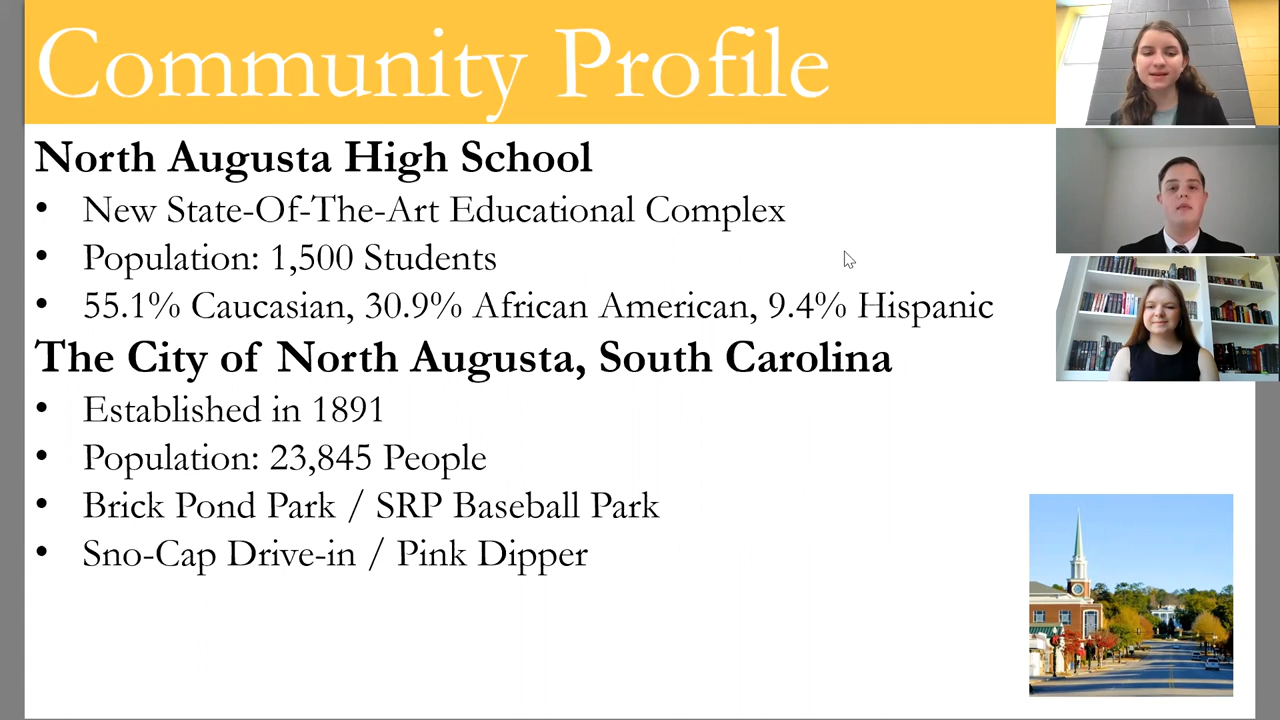 Community Profile
North Augusta High School
• New State-Of-The-Art Educational Complex
• Population: 1,500 Students
• 55.1% Caucasian, 30.9% African American, 9.4% Hispanic
The City of North Augusta, South Carolina
• Established in 1891
• Population: 23,845 People
• Brick Pond Park / SRP Baseball Park
• Sno-Cap Drive-in / Pink Dipper